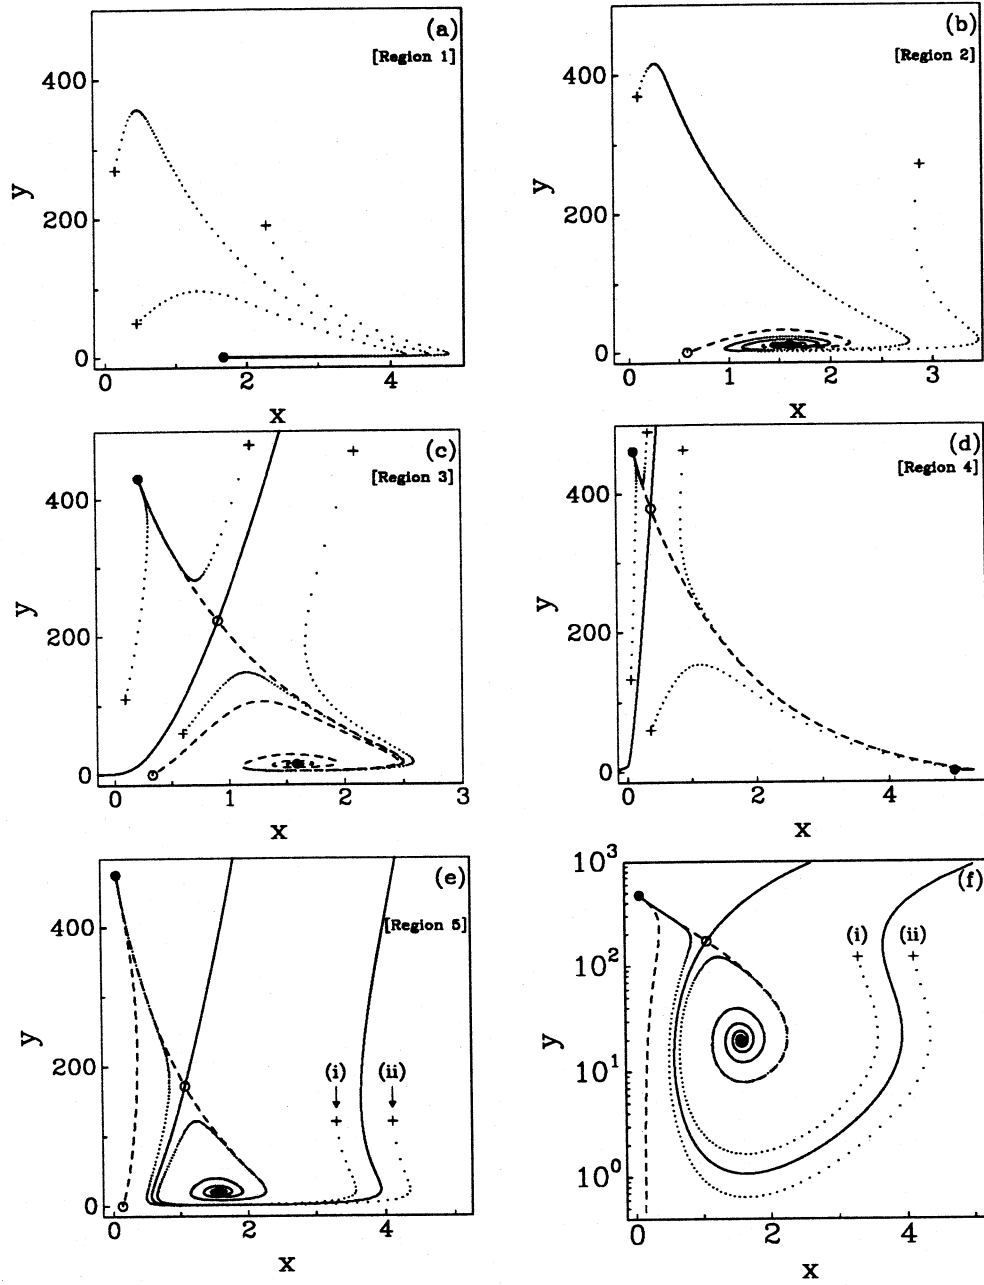 (a)
[Region 1]
400
y
200
0
0 2 4
x
(b)
[Region 2]
400
y
200
0
0 1 2 3
x
(c)
[Region 3]
400
y
200
0
0 1 2 3
x
(d)
[Region 4]
400
y
200
0
0 2 4
x
(e)
[Region 5]
400
y
200
(i) (ii)
0
0 2 4
x
10³
(f)
(i) (ii)
10²
y
10¹
10⁰
0 2 4
x